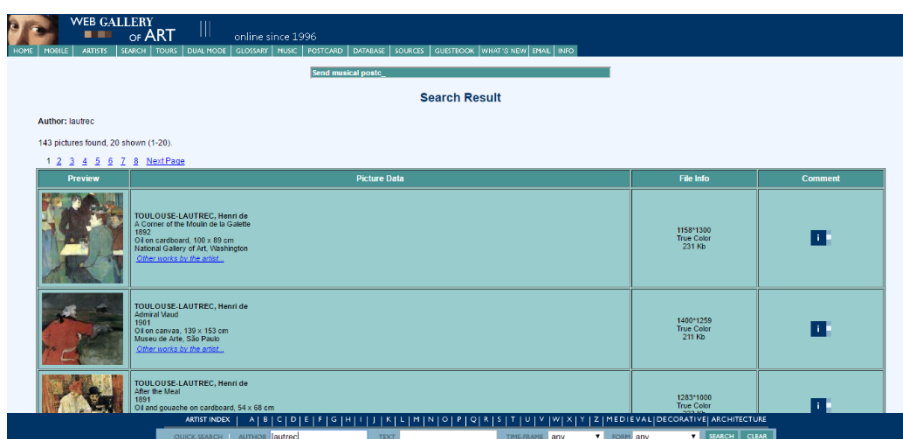 WEB GALLERY
OF ART
online since 1996
HOME MOBILE ARTISTS SEARCH TOURS DUAL MODE GLOSSARY MUSIC POSTCARD DATABASE SOURCES GUESTBOOK WHAT'S NEW EMAIL INFO
Send musical postc_
Search Result
Author: lautrec
143 pictures found, 20 shown (1-20).
1 2 3 4 5 6 7 8 Next Page
Preview Picture Data File Info Comment
TOULOUSE-LAUTREC, Henri de
A Corner of the Moulin de la Galette
1892
Oil on cardboard, 100 x 89 cm
National Gallery of Art, Washington
Other works by the artist...
1158*1300
True Color
231 Kb
i
TOULOUSE-LAUTREC, Henri de
Admiral Viaud
1901
Oil on canvas, 139 x 153 cm
Museu de Arte, São Paulo
Other works by the artist...
1400*1259
True Color
211 Kb
i
TOULOUSE-LAUTREC, Henri de
After the Meal
1891
Oil and gouache on cardboard, 54 x 68 cm
1283*1000
True Color
i
ARTIST INDEX | A | B | C | D | E | F | G | H | I | J | K | L | M | N | O | P | Q | R | S | T | U | V | W | X | Y | Z | MEDIEVAL | DECORATIVE | ARCHITECTURE
QUICK SEARCH AUTHOR lautrec TEXT TIME-FRAME any FORM any SEARCH CLEAR